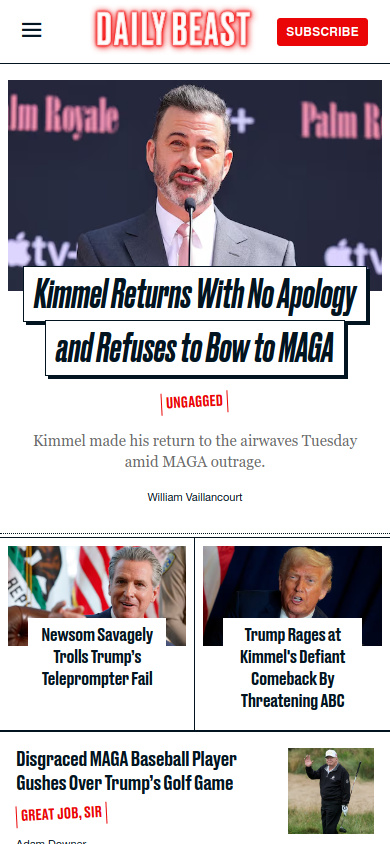 DAILY BEAST
SUBSCRIBE
lm Royale
Palm R
tv+
Kimmel Returns With No Apology
and Refuses to Bow to MAGA
UNGAGGED
Kimmel made his return to the airwaves Tuesday
amid MAGA outrage.
William Vaillancourt
Newsom Savagely
Trolls Trump's
Teleprompter Fail
Trump Rages at
Kimmel's Defiant
Comeback By
Threatening ABC
Disgraced MAGA Baseball Player
Gushes Over Trump's Golf Game
GREAT JOB, SIR
Adam Downer